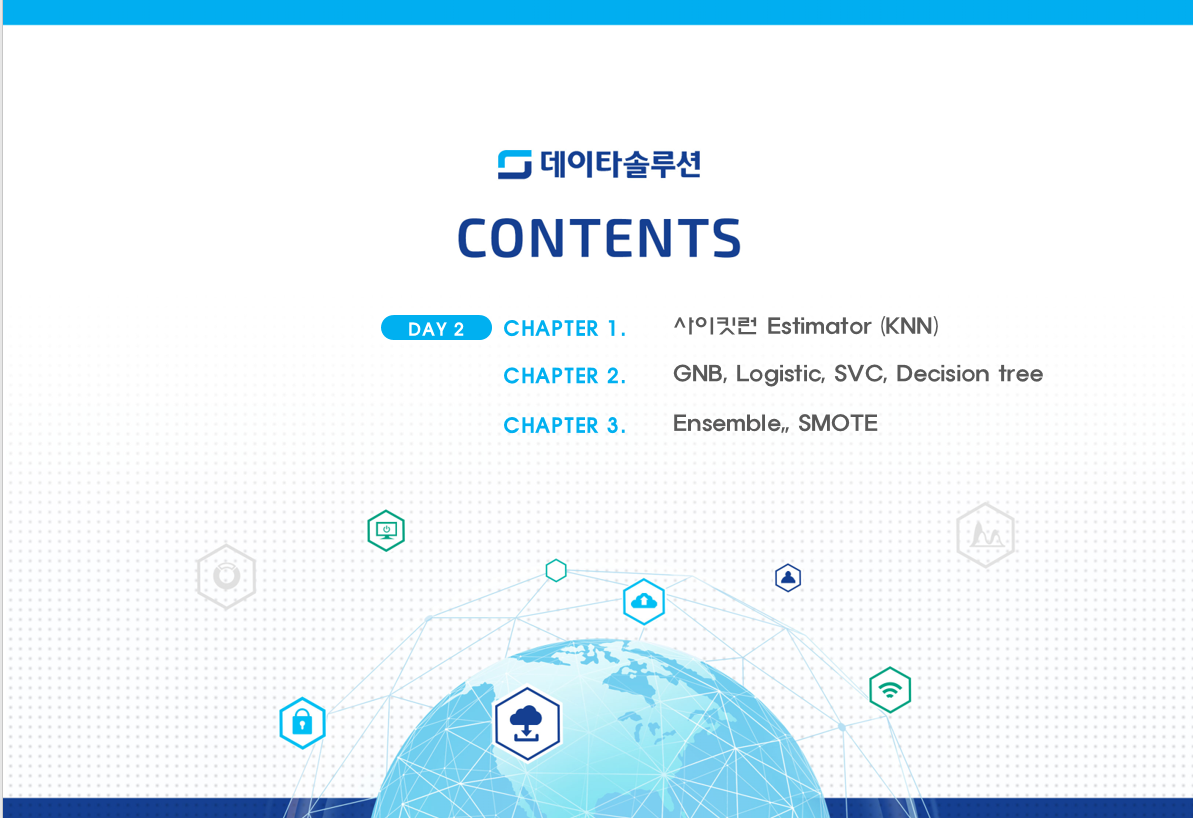 데이타솔루션
CONTENTS
DAY 2 CHAPTER 1. 사이킷런 Estimator (KNN)
CHAPTER 2. GNB, Logistic, SVC, Decision tree
CHAPTER 3. Ensemble,, SMOTE